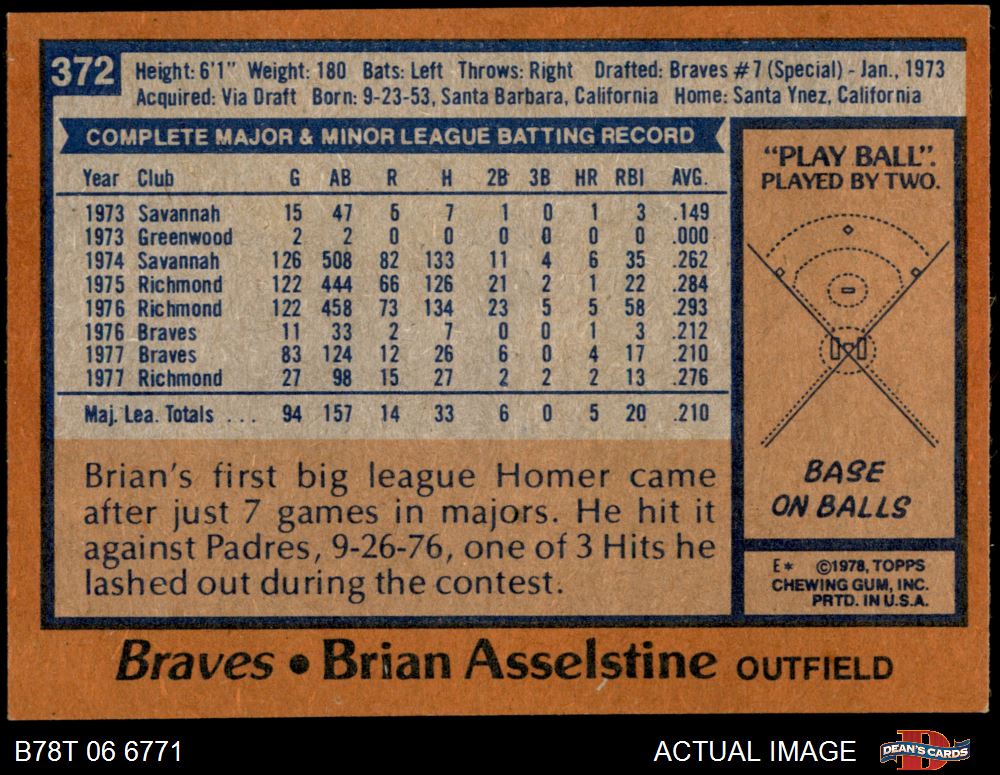 372
Height: 6'1" Weight: 180 Bats: Left Throws: Right Drafted: Braves #7 (Special) - Jan., 1973
Acquired: Via Draft Born: 9-23-53, Santa Barbara, California Home: Santa Ynez, California
COMPLETE MAJOR & MINOR LEAGUE BATTING RECORD
Year Club G AB R H 2B 3B HR RBI AVG.
1973 Savannah 15 47 5 7 1 0 1 3 .149
1973 Greenwood 2 2 0 0 0 0 0 0 .000
1974 Savannah 126 508 82 133 11 4 6 35 .262
1975 Richmond 122 444 66 126 21 2 1 22 .284
1976 Richmond 122 458 73 134 23 5 5 58 .293
1976 Braves 11 33 2 7 0 0 1 3 .212
1977 Braves 83 124 12 26 6 0 4 17 .210
1977 Richmond 27 98 15 27 2 2 2 13 .276
Maj. Lea. Totals ... 94 157 14 33 6 0 5 20 .210
Brian's first big league Homer came
after just 7 games in majors. He hit it
against Padres, 9-26-76, one of 3 Hits he
lashed out during the contest.
"PLAY BALL".
PLAYED BY TWO.
BASE
ON BALLS
E* ©1978, TOPPS
CHEWING GUM, INC.
PRTD. IN U.S.A.
Braves • Brian Asselstine OUTFIELD
B78T 06 6771
ACTUAL IMAGE
D
DEAN'S CARDS